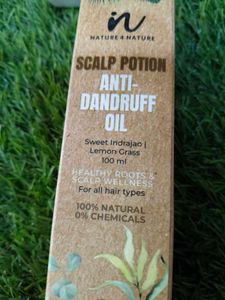 NATURE 4 NATURE
SCALP POTION
ANTI-
DANDRUFF
OIL
Sweet Indrajao |
Lemon Grass
100 ml
HEALTHY ROOTS &
SCALP WELLNESS
For all hair types
100% NATURAL
0% CHEMICALS